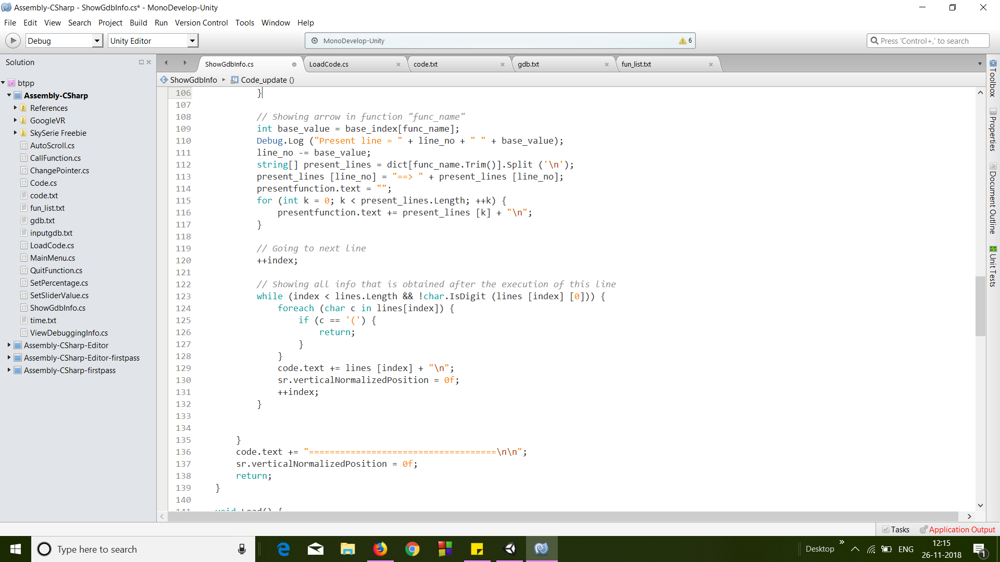 Assembly-CSharp - ShowGdbInfo.cs* - MonoDevelop-Unity
File Edit View Search Project Build Run Version Control Tools Window Help
Debug Unity Editor MonoDevelop-Unity 6 Press 'Control+,' to search
Solution
btpp
Assembly-CSharp
References
GoogleVR
SkySerie Freebie
AutoScroll.cs
CallFunction.cs
ChangePointer.cs
Code.cs
code.txt
fun_list.txt
gdb.txt
inputgdb.txt
LoadCode.cs
MainMenu.cs
QuitFunction.cs
SetPercentage.cs
SetSliderValue.cs
ShowGdbInfo.cs
time.txt
ViewDebuggingInfo.cs
Assembly-CSharp-Editor
Assembly-CSharp-Editor-firstpass
Assembly-CSharp-firstpass
ShowGdbInfo.cs LoadCode.cs code.txt gdb.txt fun_list.txt
ShowGdbInfo Code_update ()
106 }
107
108 // Showing arrow in function "func_name"
109 int base_value = base_index[func_name];
110 Debug.Log ("Present line = " + line_no + " " + base_value);
111 line_no -= base_value;
112 string[] present_lines = dict[func_name.Trim()].Split ('\n');
113 present_lines [line_no] = "==> " + present_lines [line_no];
114 presentfunction.text = "";
115 for (int k = 0; k < present_lines.Length; ++k) {
116 presentfunction.text += present_lines [k] + "\n";
117 }
118
119 // Going to next line
120 ++index;
121
122 // Showing all info that is obtained after the execution of this line
123 while (index < lines.Length && !char.IsDigit (lines [index] [0])) {
124 foreach (char c in lines[index]) {
125 if (c == '(') {
126 return;
127 }
128 }
129 code.text += lines [index] + "\n";
130 sr.verticalNormalizedPosition = 0f;
131 ++index;
132 }
133
134
135 }
136 code.text += "====================================\n\n";
137 sr.verticalNormalizedPosition = 0f;
138 return;
139 }
140
141 void Load() {
Toolbox
Properties
Document Outline
Unit Tests
Tasks Application Output
Type here to search
Desktop
ENG
12:15
26-11-2018
1